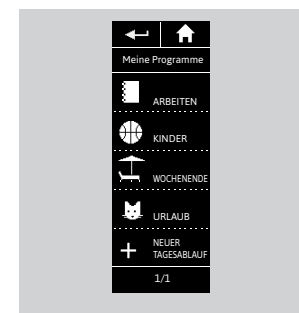 Meine Programme
ARBEITEN
KINDER
WOCHENENDE
URLAUB
NEUER
TAGESABLAUF
1/1